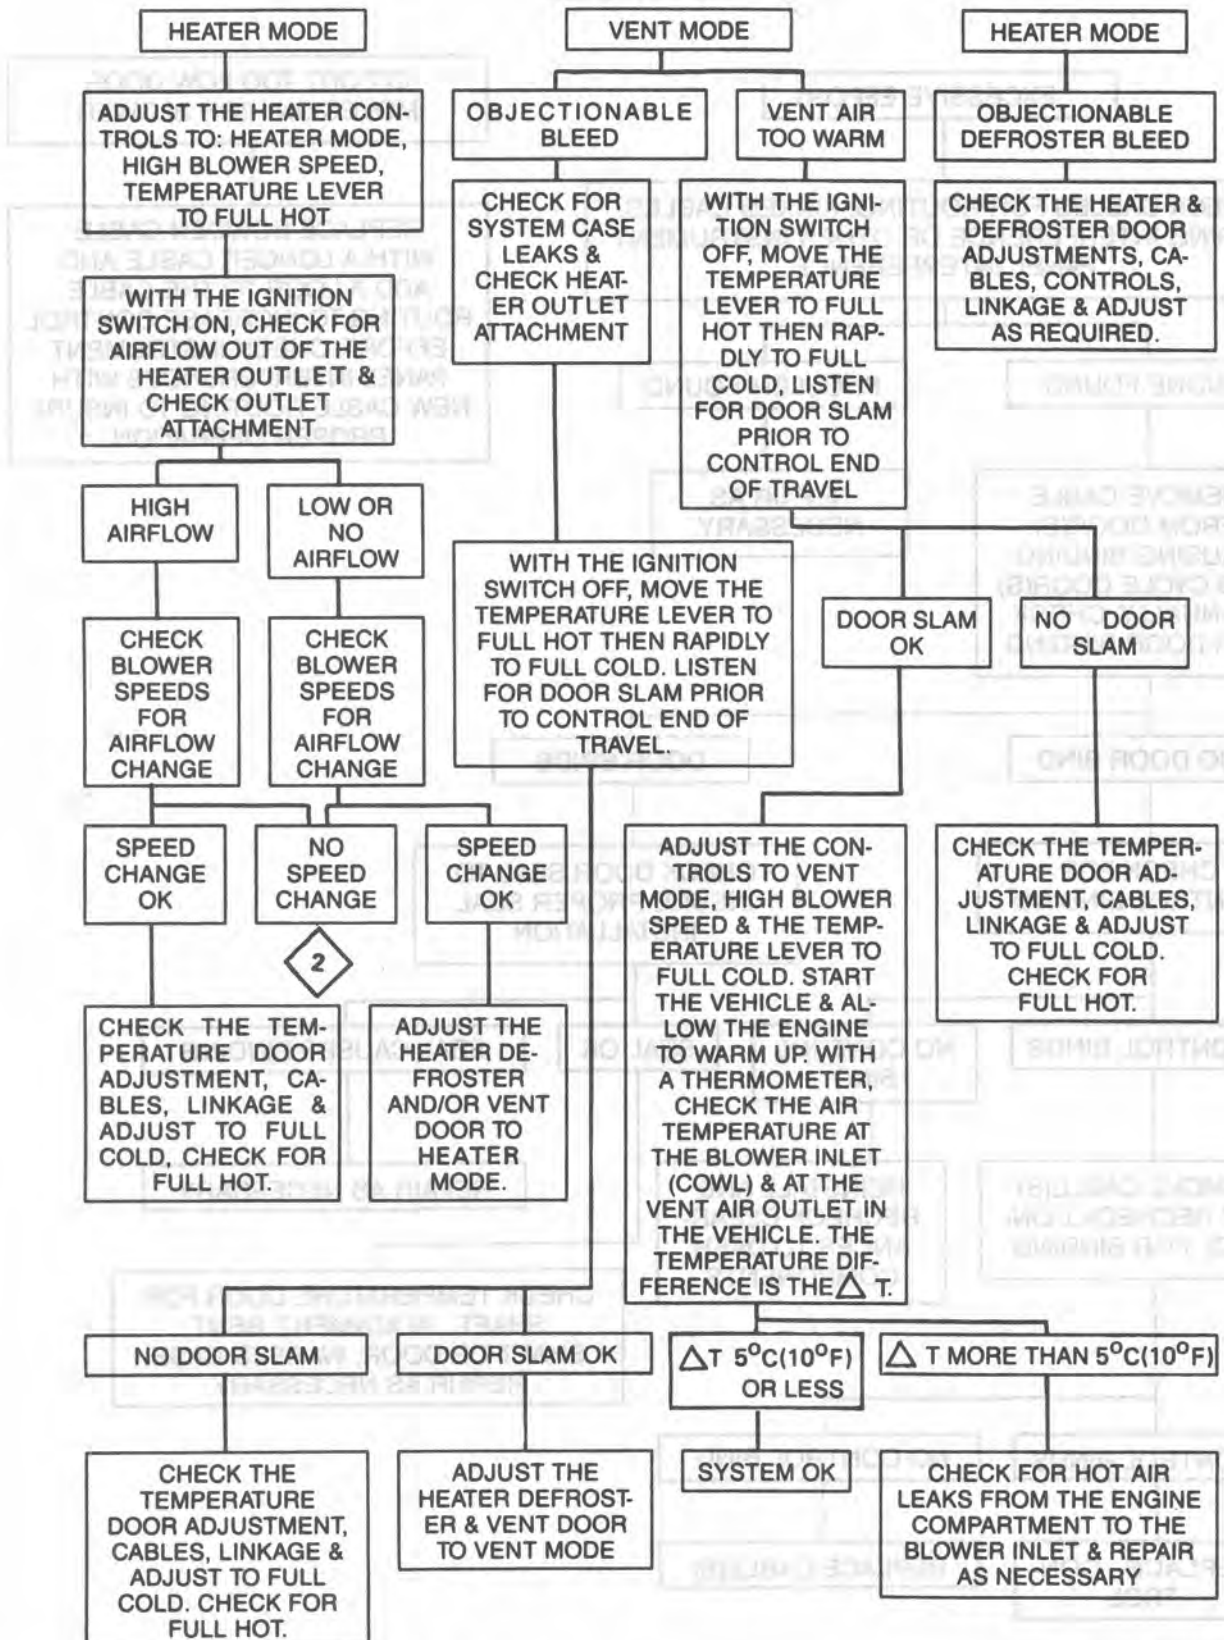 HEATER MODE
ADJUST THE HEATER CON-
TROLS TO: HEATER MODE,
HIGH BLOWER SPEED,
TEMPERATURE LEVER
TO FULL HOT
WITH THE IGNITION
SWITCH ON, CHECK FOR
AIRFLOW OUT OF THE
HEATER OUTLET &
CHECK OUTLET
ATTACHMENT
HIGH
AIRFLOW
LOW OR
NO
AIRFLOW
CHECK
BLOWER
SPEEDS
FOR
AIRFLOW
CHANGE
CHECK
BLOWER
SPEEDS
FOR
AIRFLOW
CHANGE
SPEED
CHANGE
OK
NO
SPEED
CHANGE
SPEED
CHANGE
OK
2
CHECK THE TEM-
PERATURE DOOR
ADJUSTMENT, CA-
BLES, LINKAGE &
ADJUST TO FULL
COLD, CHECK FOR
FULL HOT.
ADJUST THE
HEATER DE-
FROSTER
AND/OR VENT
DOOR TO
HEATER
MODE.
VENT MODE
OBJECTIONABLE
BLEED
CHECK FOR
SYSTEM CASE
LEAKS &
CHECK HEAT-
ER OUTLET
ATTACHMENT
WITH THE IGNITION
SWITCH OFF, MOVE THE
TEMPERATURE LEVER TO
FULL HOT THEN RAPIDLY
TO FULL COLD. LISTEN
FOR DOOR SLAM PRIOR
TO CONTROL END OF
TRAVEL.
NO DOOR SLAM
DOOR SLAM OK
CHECK THE
TEMPERATURE
DOOR ADJUSTMENT,
CABLES, LINKAGE &
ADJUST TO FULL
COLD. CHECK FOR
FULL HOT.
ADJUST THE
HEATER DEFROST-
ER & VENT DOOR
TO VENT MODE
VENT AIR
TOO WARM
WITH THE IGNI-
TION SWITCH
OFF, MOVE THE
TEMPERATURE
LEVER TO FULL
HOT THEN RAP-
DLY TO FULL
COLD. LISTEN
FOR DOOR SLAM
PRIOR TO
CONTROL END
OF TRAVEL
DOOR SLAM
OK
NO DOOR
SLAM
ADJUST THE CON-
TROLS TO VENT
MODE, HIGH BLOWER
SPEED & THE TEMP-
ERATURE LEVER TO
FULL COLD. START
THE VEHICLE & AL-
LOW THE ENGINE
TO WARM UP. WITH
A THERMOMETER,
CHECK THE AIR
TEMPERATURE AT
THE BLOWER INLET
(COWL) & AT THE
VENT AIR OUTLET IN
THE VEHICLE. THE
TEMPERATURE DIF-
FERENCE IS THE △ T.
CHECK THE TEMPER-
ATURE DOOR AD-
JUSTMENT, CABLES,
LINKAGE & ADJUST
TO FULL COLD.
CHECK FOR
FULL HOT.
△T 5°C(10°F)
OR LESS
△ T MORE THAN 5°C(10°F)
SYSTEM OK
CHECK FOR HOT AIR
LEAKS FROM THE ENGINE
COMPARTMENT TO THE
BLOWER INLET & REPAIR
AS NECESSARY
HEATER MODE
OBJECTIONABLE
DEFROSTER BLEED
CHECK THE HEATER &
DEFROSTER DOOR
ADJUSTMENTS, CA-
BLES, CONTROLS,
LINKAGE & ADJUST
AS REQUIRED.